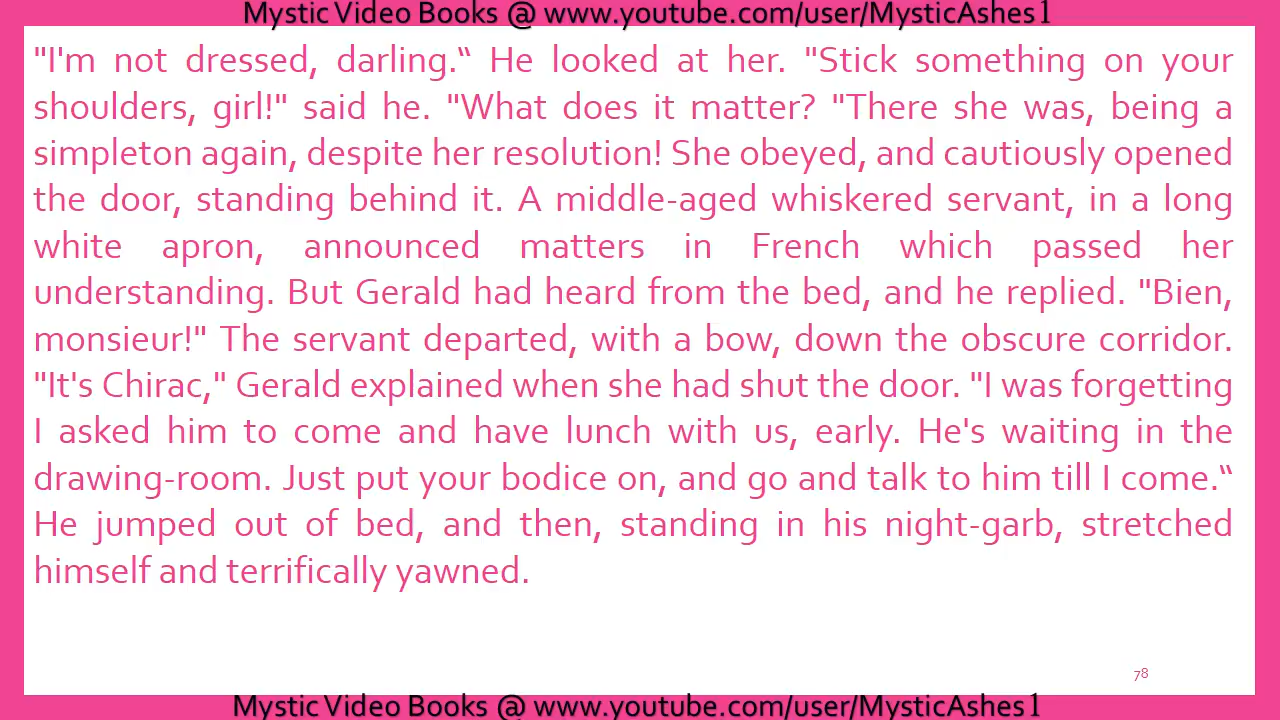 Mystic Video Books @ www.youtube.com/user/MysticAshes1
"I'm not dressed, darling.“ He looked at her. "Stick something on your
shoulders, girl!" said he. "What does it matter? "There she was, being a
simpleton again, despite her resolution! She obeyed, and cautiously opened
the door, standing behind it. A middle-aged whiskered servant, in a long
white apron, announced matters in French which passed her
understanding. But Gerald had heard from the bed, and he replied. "Bien,
monsieur!" The servant departed, with a bow, down the obscure corridor.
"It's Chirac," Gerald explained when she had shut the door. "I was forgetting
I asked him to come and have lunch with us, early. He's waiting in the
drawing-room. Just put your bodice on, and go and talk to him till I come.“
He jumped out of bed, and then, standing in his night-garb, stretched
himself and terrifically yawned.
78
Mystic Video Books @ www.youtube.com/user/MysticAshes1